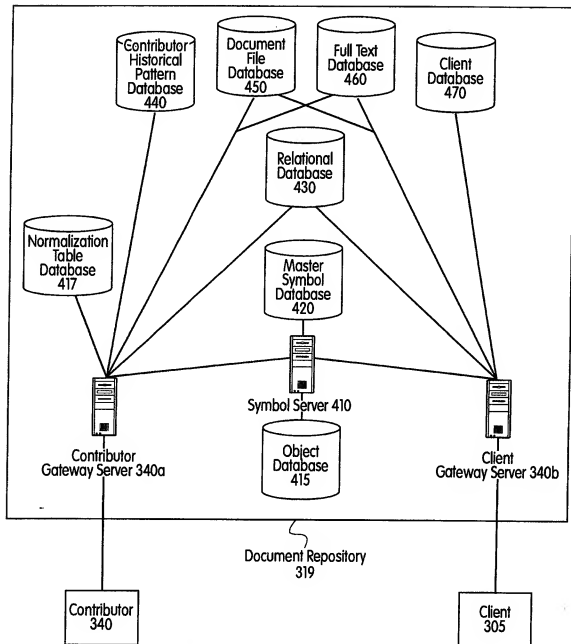 Contributor
Historical
Pattern
Database
440
Document
File
Database
450
Full Text
Database
460
Client
Database
470
Relational
Database
430
Normalization
Table
Database
417
Master
Symbol
Database
420
Symbol Server 410
Contributor
Gateway Server 340a
Object
Database
415
Client
Gateway Server 340b
Document Repository
319
Contributor
340
Client
305